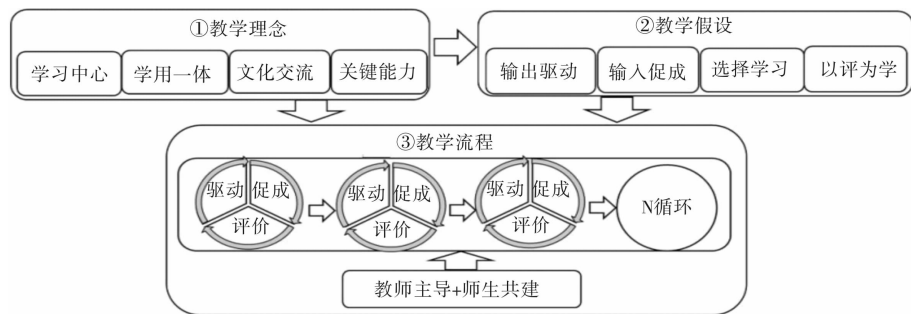 ①教学理念
学习中心 学用一体 文化交流 关键能力
②教学假设
输出驱动 输入促成 选择学习 以评为学
③教学流程
驱动 促成 评价
驱动 促成 评价
驱动 促成 评价
N循环
教师主导+师生共建